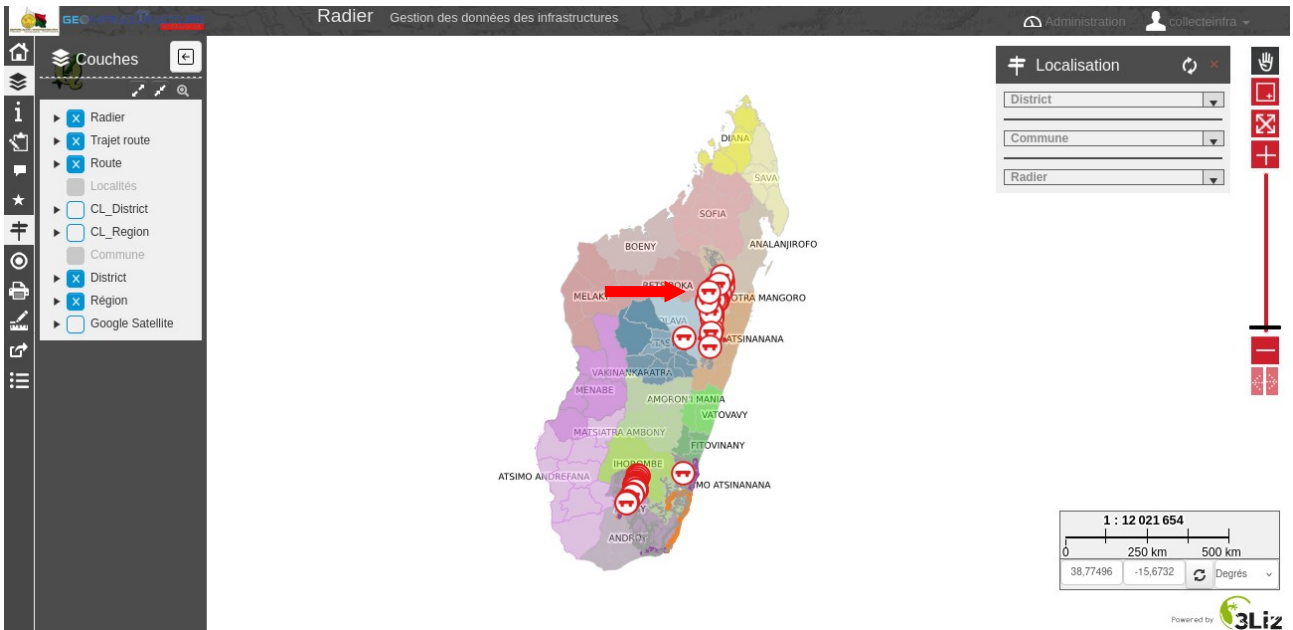 Radier Gestion des données des infrastructures
Administration
collecteinfra
Couches
Radier
Trajet route
Route
Localités
CL_District
CL_Region
Commune
District
Région
Google Satellite
Localisation
District
Commune
Radier
DIANA
SAVA
SOFIA
BOENY
ANALANJIROFO
MELAKY
OTRA MANGORO
ATSINANANA
VAKINANKARATRA
MENABE
AMORON'I MANIA
VATOVAVY
MATSIATRA AMBONY
FITOVINANY
IHOROMBE
ATSIMO ANDREFANA
MO ATSINANANA
ANDROY
1 : 12 021 654
0 250 km 500 km
38,77496 -15,6732 Degrés
Powered by 3Liz